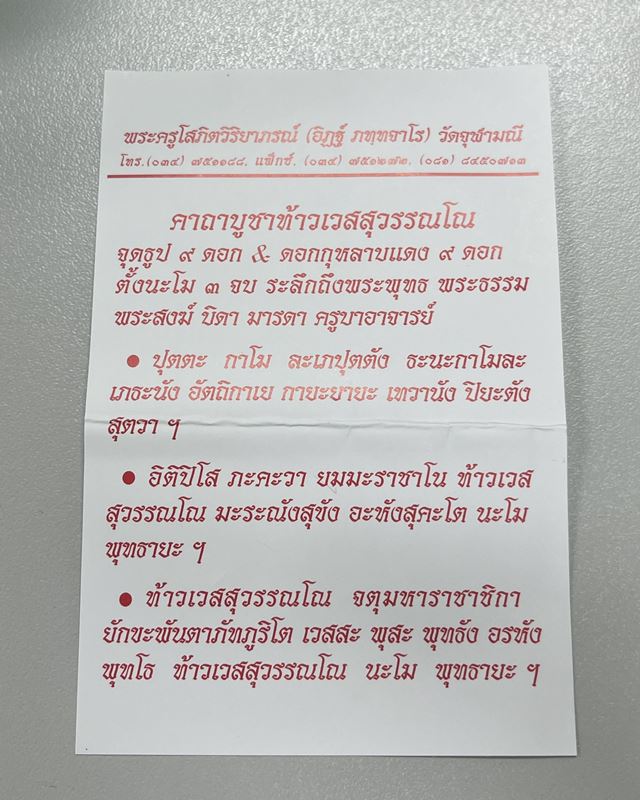 พระครูโสภิตวิริยาภรณ์ (อิฏฐ์ ภทฺทจาโร) วัดจุฬามณี
โทร.(๐๓๔) ๗๕๑๑๘๘, แฟ็กซ์. (๐๓๔) ๗๕๑๒๗๒, (๐๘๑) ๘๔๕๐๗๑๓
คาถาบูชาท้าวเวสสุวรรณโณ
จุดธูป ๙ ดอก & ดอกกุหลาบแดง ๙ ดอก
ตั้งนะโม ๓ จบ ระลึกถึงพระพุทธ พระธรรม
พระสงฆ์ บิดา มารดา ครูบาอาจารย์
● ปุตตะ กาโม ละเภปุตตัง ธะนะกาโมละ
เภธะนัง อัตถิกาเย กายะยายะ เทวานัง ปิยะตัง
สุตวา ฯ
● อิติปิโส ภะคะวา ยมมะราชาโน ท้าวเวส
สุวรรณโณ มะระณังสุขัง อะหังสุคะโต นะโม
พุทธายะ ฯ
● ท้าวเวสสุวรรณโณ จตุมหาราชาชิกา
ยักขะพันตาภัทภูริโต เวสสะ พุสะ พุทธัง อรหัง
พุทโธ ท้าวเวสสุวรรณโณ นะโม พุทธายะ ฯ